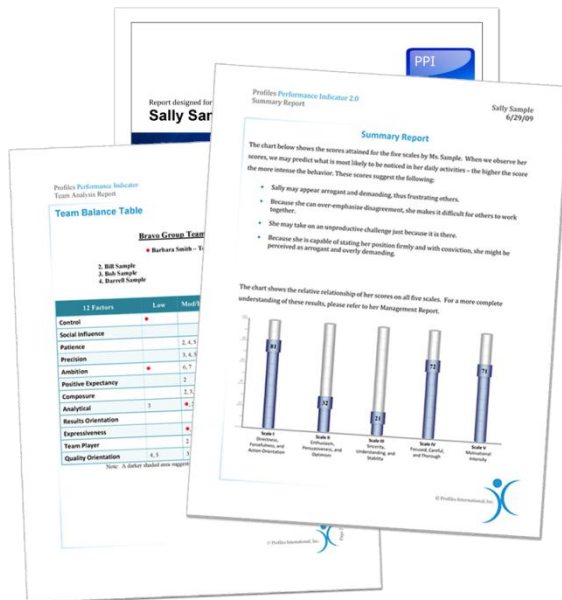 PPI
Report designed for
Sally Sar
Profiles Performance Indicator 2.0
Summary Report
Sally Sample
6/29/09
Summary Report
The chart below shows the scores attained for the five scales by Ms. Sample. When we observe her
scores, we may predict what is most likely to be noticed in her daily activities – the higher the score
the more intense the behavior. These scores suggest the following:
• Sally may appear arrogant and demanding, thus frustrating others.
• Because she can over-emphasize disagreement, she makes it difficult for others to work
together.
• She may take on an unproductive challenge just because it is there.
• Because she is capable of stating her position firmly and with conviction, she might be
perceived as arrogant and overly demanding.
The chart shows the relative relationship of her scores on all five scales. For a more complete
understanding of these results, please refer to her Management Report.
81
32
21
72
71
Scale I
Directness,
Forcefulness, and
Action Orientation
Scale II
Enthusiasm,
Persuasiveness, and
Optimism
Scale III
Sincerity,
Understanding, and
Stability
Scale IV
Focused, Careful,
and Thorough
Scale V
Motivational
Intensity
© Profiles International, Inc.
Profiles Performance Indicator
Team Analysis Report
Team Balance Table
Bravo Group Team
Barbara Smith – T
2. Bill Sample
3. Bob Sample
4. Darrell Sample
12 Factors Low Med/
Control
Social Influence
Patience 2, 4, 5
Precision 3, 4, 5
Ambition 6, 7
Positive Expectancy 2
Composure 2, 3,
Analytical 3
Results Orientation
Expressiveness
Team Player 2
Quality Orientation 4, 5 3
Note: A darker shaded area suggest
© Profiles International, Inc.